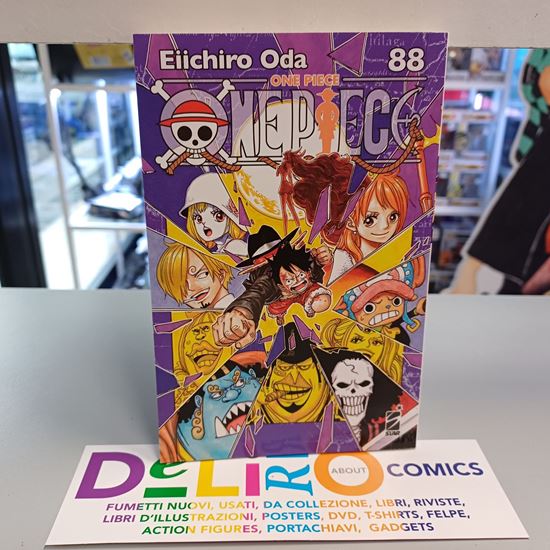 Eiichiro Oda
88
ONE PIECE
ONE PIECE
STAR
DeLiRiO ABOUT COMICS
FUMETTI NUOVI, USATI, DA COLLEZIONE, LIBRI, RIVISTE,
LIBRI D'ILLUSTRAZIONI, POSTERS, DVD, T-SHIRTS, FELPE,
ACTION FIGURES, PORTACHIAVI, GADGETS